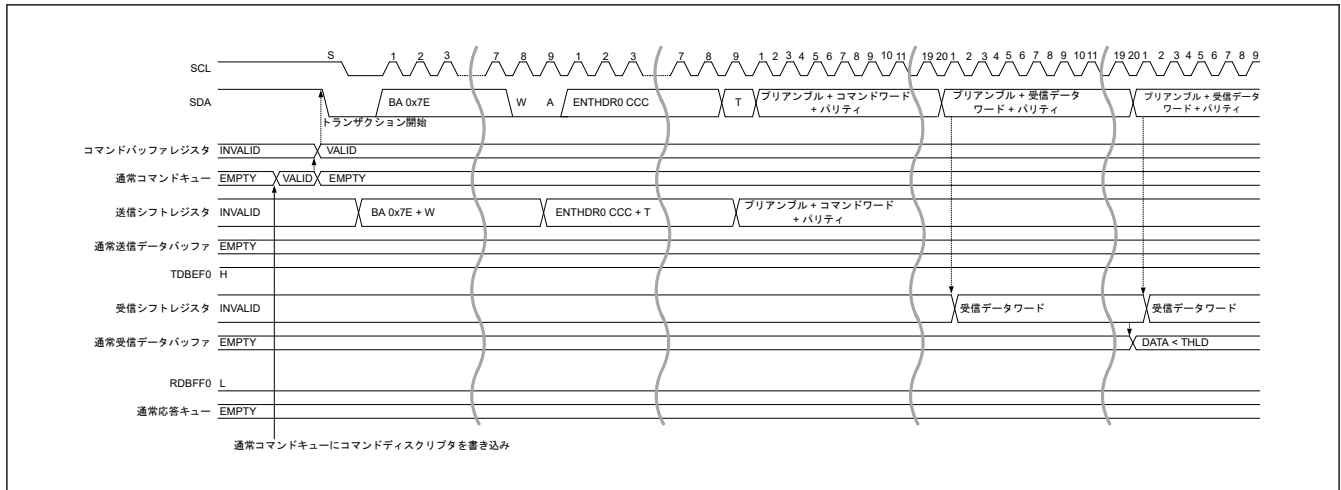 S 1 2 3 7 8 9 1 2 3 7 8 9 1 2 3 4 5 6 7 8 9 10 11 19 20 1 2 3 4 5 6 7 8 9 10 11 19 20 1 2 3 4 5 6 7 8 9
SCL
SDA BA 0x7E W A ENTHDR0 CCC T プリアンブル + コマンドワード + パリティ プリアンブル + 受信データワード + パリティ プリアンブル + 受信データワード + パリティ
トランザクション開始
コマンドバッファレジスタ INVALID VALID
通常コマンドキュー EMPTY VALID EMPTY
送信シフトレジスタ INVALID BA 0x7E + W ENTHDR0 CCC + T プリアンブル + コマンドワード + パリティ
通常送信データバッファ EMPTY
TDBEF0 H
受信シフトレジスタ INVALID 受信データワード 受信データワード
通常受信データバッファ EMPTY DATA < THLD
RDBFF0 L
通常応答キュー EMPTY
通常コマンドキューにコマンドディスクリプタを書き込み